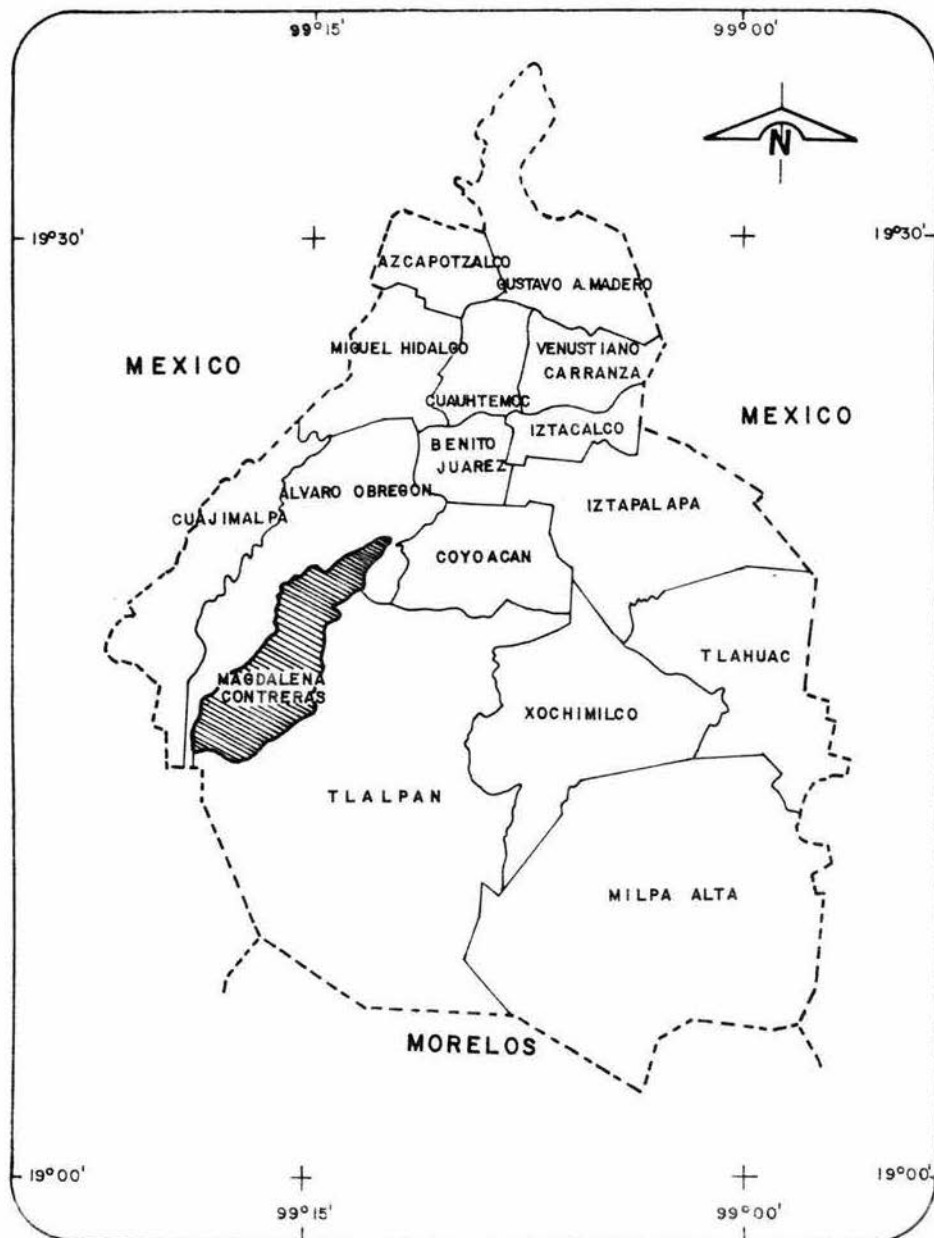 99°15' 99°00'
N
19°30' 19°30'
AZCAPOTZALCO
GUSTAVO A. MADERO
MIGUEL HIDALGO
VENUSTIANO
CARRANZA
MEXICO
CUAUHTEMOC
MEXICO
IZTACALCO
BENITO
JUAREZ
ALVARO OBREGON
IZTAPALAPA
CUAJIMALPA
COYOACAN
TLAHUAC
MAGDALENA
CONTRERAS
XOCHIMILCO
TLALPAN
MILPA ALTA
MORELOS
19°00' 19°00'
99°15' 99°00'